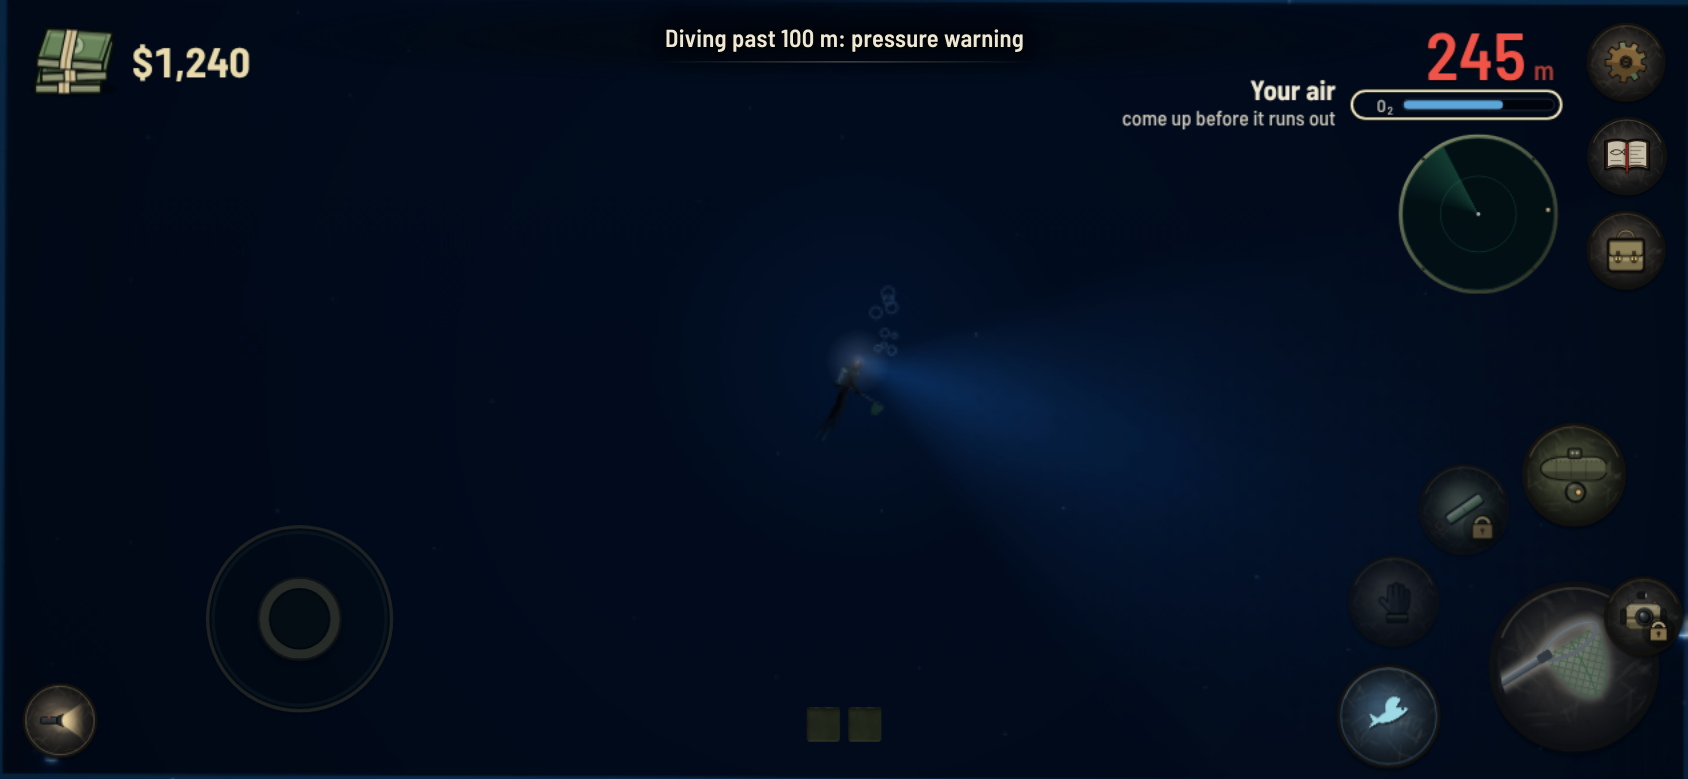 $1,240
Diving past 100 m: pressure warning
245 m
Your air
come up before it runs out
O₂